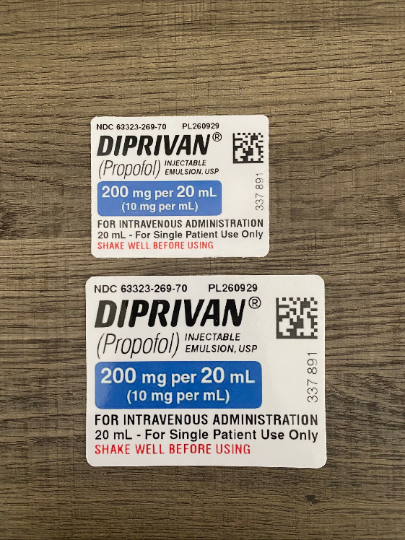 NDC 63323-269-70 PL260929
DIPRIVAN®
(Propofol) INJECTABLE
EMULSION, USP
200 mg per 20 mL
(10 mg per mL)
337 891
FOR INTRAVENOUS ADMINISTRATION
20 mL - For Single Patient Use Only
SHAKE WELL BEFORE USING
NDC 63323-269-70 PL260929
DIPRIVAN®
(Propofol) INJECTABLE
EMULSION, USP
200 mg per 20 mL
(10 mg per mL)
337 891
FOR INTRAVENOUS ADMINISTRATION
20 mL - For Single Patient Use Only
SHAKE WELL BEFORE USING